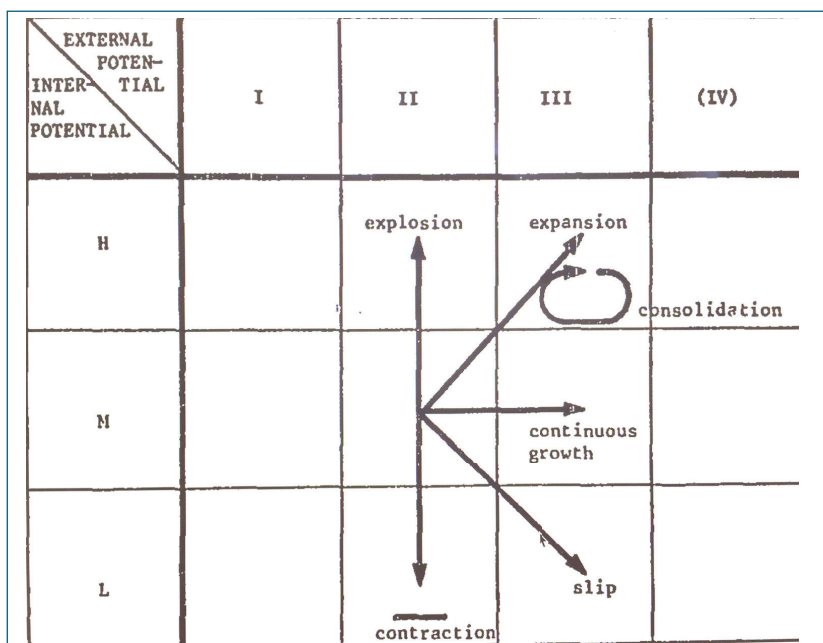 EXTERNAL
POTEN-
TIAL
INTER-
NAL
POTENTIAL
I
II
III
(IV)
H
explosion
expansion
consolidation
M
continuous
growth
L
slip
contraction